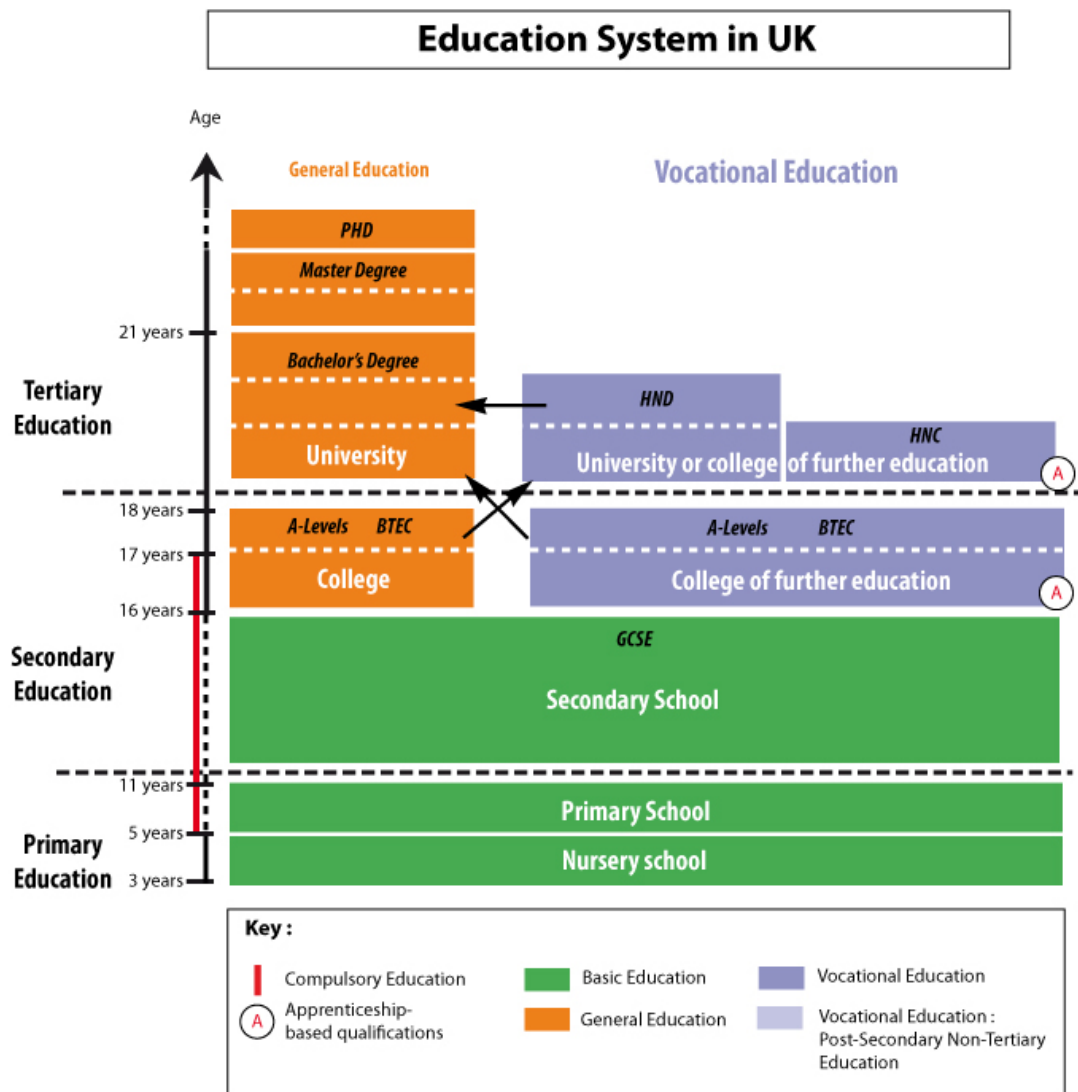 Education System in UK
Age
General Education
Vocational Education
PHD
Master Degree
21 years
Bachelor's Degree
Tertiary
Education
HND
HNC
University
University or college of further education
A
18 years
A-Levels BTEC
A-Levels BTEC
17 years
College
College of further education
A
16 years
GCSE
Secondary
Education
Secondary School
11 years
Primary School
5 years
Primary
Education
Nursery school
3 years
Key :
Compulsory Education
Basic Education
Vocational Education
A
Apprenticeship-
based qualifications
General Education
Vocational Education :
Post-Secondary Non-Tertiary
Education